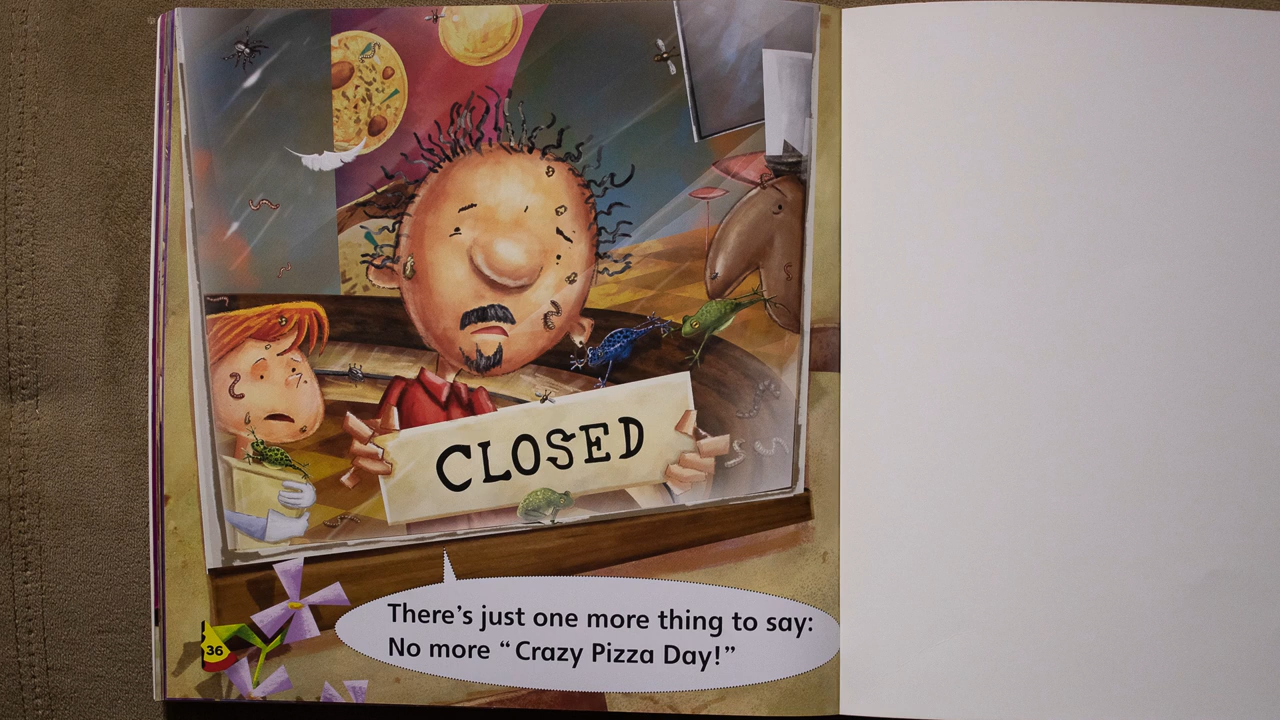 CLOSED
There's just one more thing to say:
No more “Crazy Pizza Day!”
36